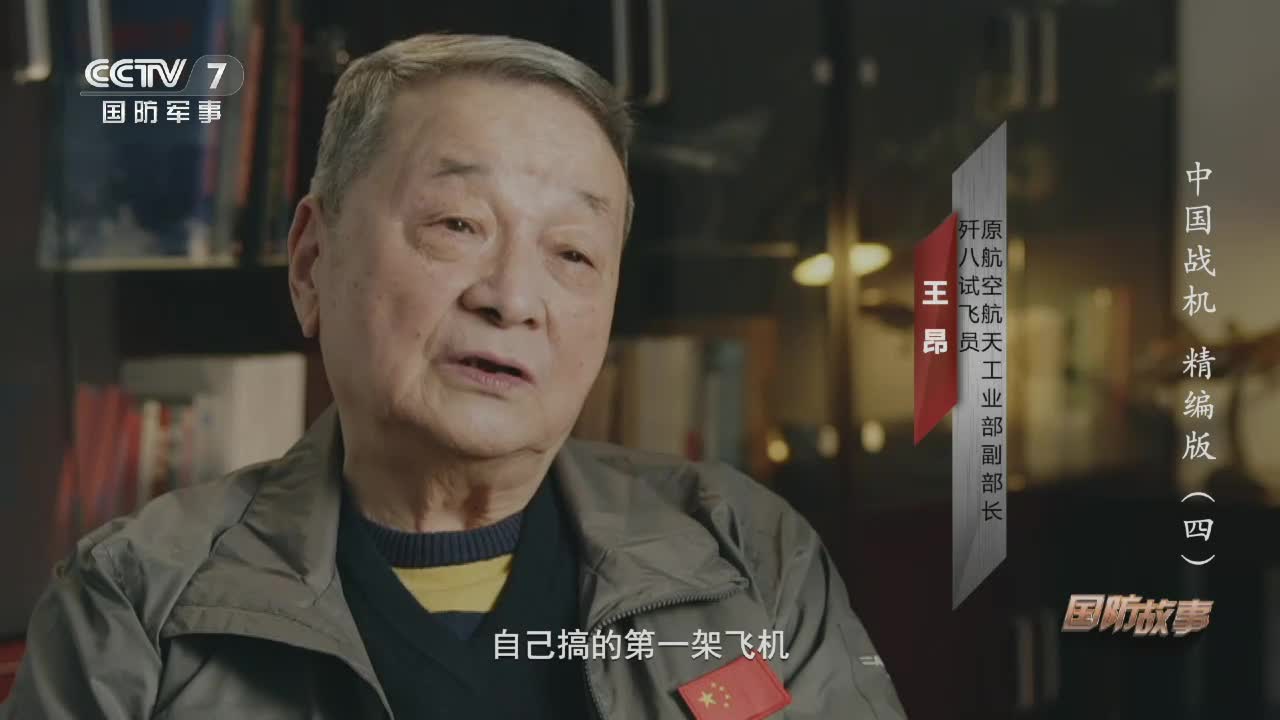 CCTV 7
国防军事
中国战机 精编版（四）
原航空航天工业部副部长
歼八试飞员
王昂
国防故事
自己搞的第一架飞机